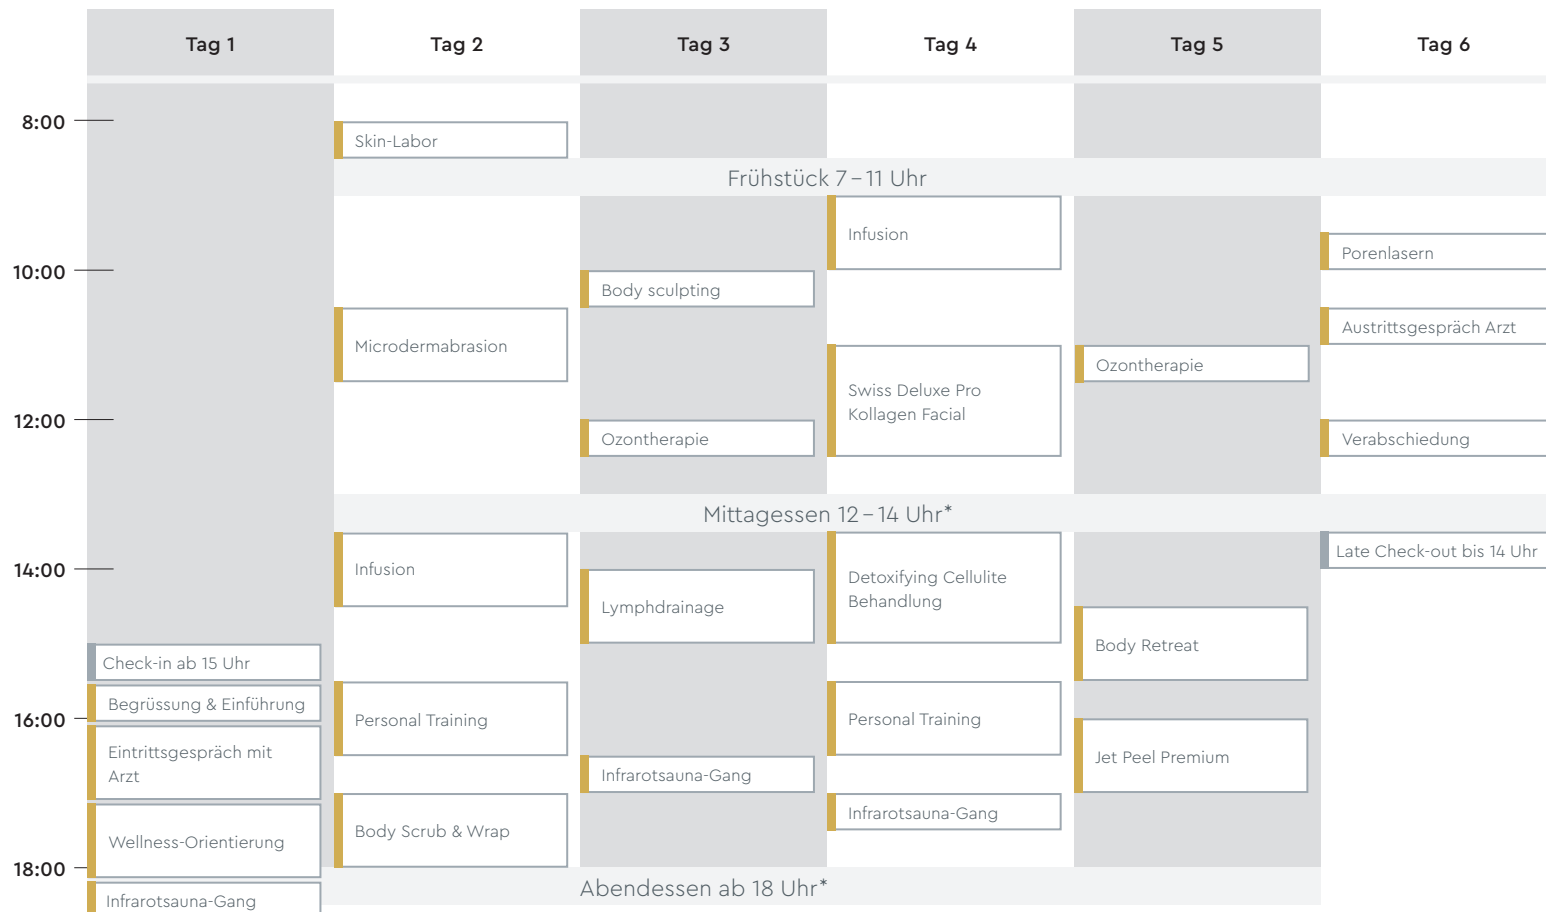 Tag 1
Tag 2
Tag 3
Tag 4
Tag 5
Tag 6
8:00
Skin-Labor
Frühstück 7 – 11 Uhr
Infusion
Porenlasern
10:00
Body sculpting
Microdermabrasion
Austrittsgespräch Arzt
Ozontherapie
Swiss Deluxe Pro
Kollagen Facial
12:00
Ozontherapie
Verabschiedung
Mittagessen 12 – 14 Uhr*
Late Check-out bis 14 Uhr
14:00
Infusion
Detoxifying Cellulite
Behandlung
Lymphdrainage
Body Retreat
Check-in ab 15 Uhr
Begrüssung & Einführung
16:00
Personal Training
Personal Training
Eintrittsgespräch mit
Arzt
Jet Peel Premium
Infrarotsauna-Gang
Infrarotsauna-Gang
Body Scrub & Wrap
Wellness-Orientierung
18:00
Abendessen ab 18 Uhr*
Infrarotsauna-Gang